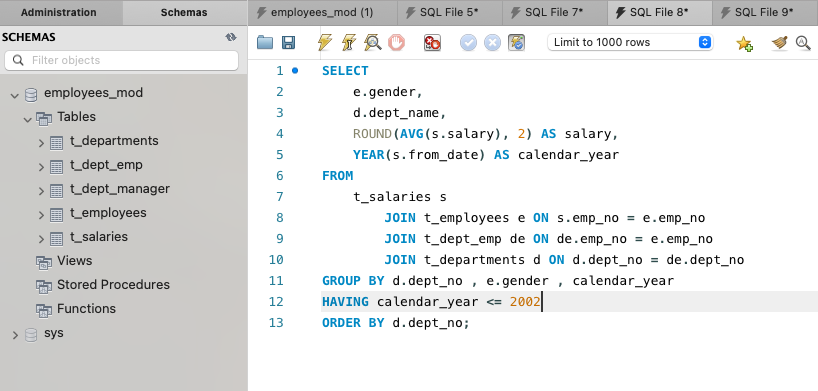 Administration
Schemas
employees_mod (1)
SQL File 5*
SQL File 7*
SQL File 8*
SQL File 9*
SCHEMAS
Filter objects
employees_mod
Tables
t_departments
t_dept_emp
t_dept_manager
t_employees
t_salaries
Views
Stored Procedures
Functions
sys
Limit to 1000 rows
1 SELECT
2 e.gender,
3 d.dept_name,
4 ROUND(AVG(s.salary), 2) AS salary,
5 YEAR(s.from_date) AS calendar_year
6 FROM
7 t_salaries s
8 JOIN t_employees e ON s.emp_no = e.emp_no
9 JOIN t_dept_emp de ON de.emp_no = e.emp_no
10 JOIN t_departments d ON d.dept_no = de.dept_no
11 GROUP BY d.dept_no , e.gender , calendar_year
12 HAVING calendar_year <= 2002
13 ORDER BY d.dept_no;